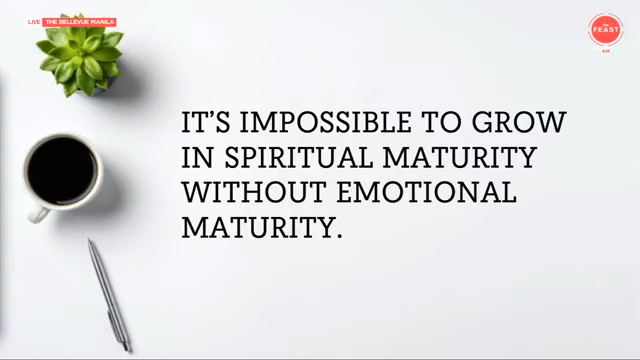 LIVE THE BELLEVUE MANILA
FEAST
IT'S IMPOSSIBLE TO GROW
IN SPIRITUAL MATURITY
WITHOUT EMOTIONAL
MATURITY.